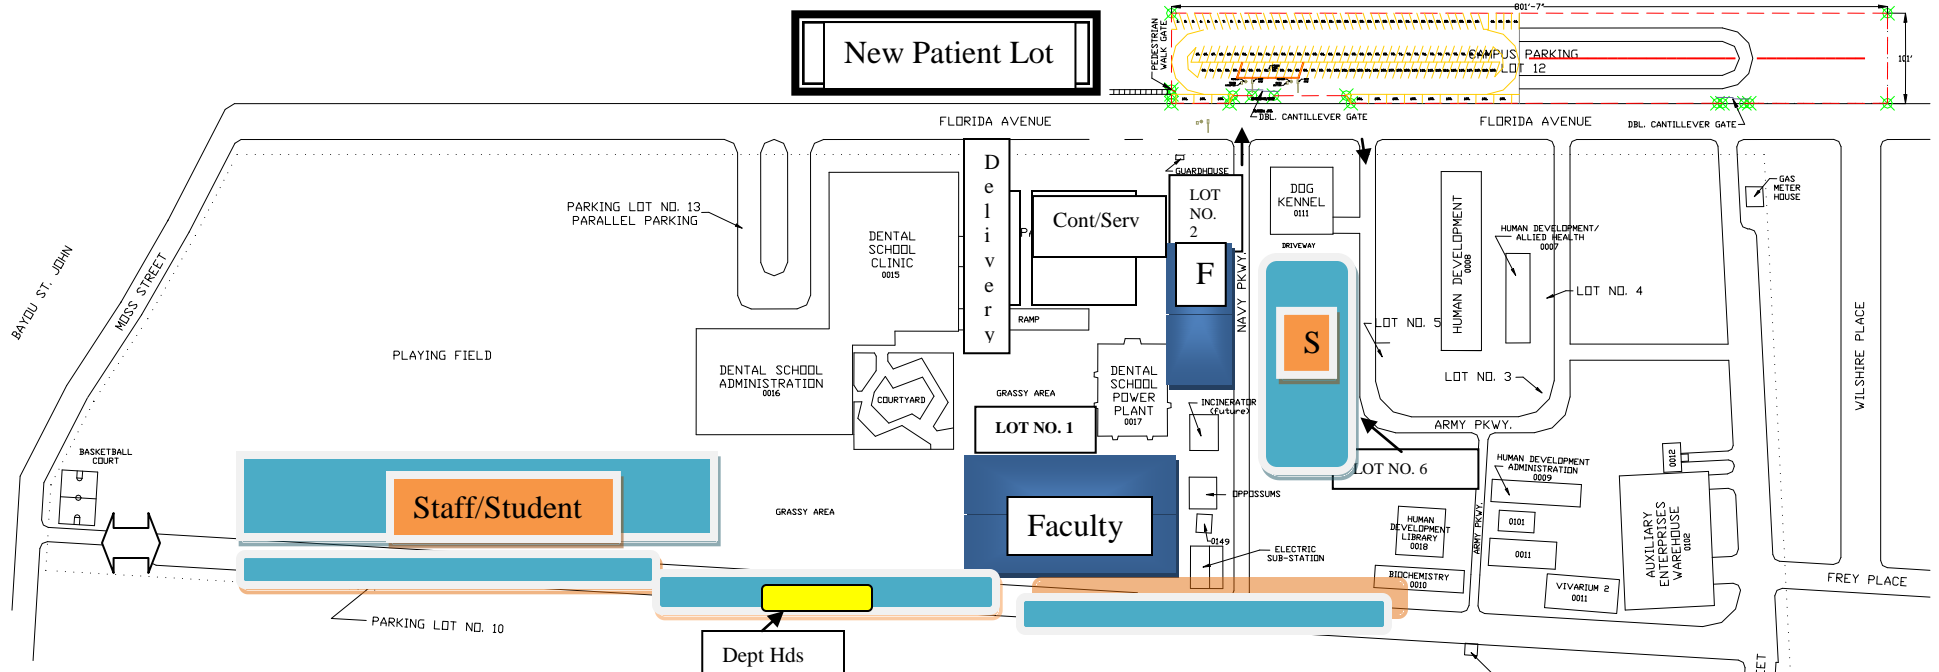 801'-7"
New Patient Lot
PEDESTRIAN
WALK GATE
CAMPUS PARKING
LOT 12
101'
FLORIDA AVENUE
DBL. CANTILLEVER GATE
FLORIDA AVENUE
DBL. CANTILLEVER GATE
Delivery
GUARDHOUSE
LOT
NO.
2
DOG
KENNEL
0111
GAS
METER
HOUSE
PARKING LOT NO. 13
PARALLEL PARKING
DENTAL
SCHOOL
CLINIC
0015
Cont/Serv
HUMAN DEVELOPMENT
0008
HUMAN DEVELOPMENT/
ALLIED HEALTH
0007
DRIVEWAY
BAYOU ST. JOHN
MOSS STREET
F
NAVY PKWY.
LOT NO. 4
RAMP
LOT NO. 5
S
PLAYING FIELD
WILSHIRE PLACE
DENTAL SCHOOL
ADMINISTRATION
0016
COURTYARD
GRASSY AREA
DENTAL
SCHOOL
POWER
PLANT
0017
LOT NO. 3
INCINERATOR
(future)
LOT NO. 1
ARMY PKWY.
BASKETBALL
COURT
LOT NO. 6
HUMAN DEVELOPMENT
ADMINISTRATION
0009
0012
OPPOSSUMS
Staff/Student
GRASSY AREA
Faculty
0149
HUMAN
DEVELOPMENT
LIBRARY
0018
ARMY PKWY.
0101
AUXILIARY
ENTERPRISES
WAREHOUSE
0102
ELECTRIC
SUB-STATION
0011
BIOCHEMISTRY
0010
VIVARIUM 2
0011
FREY PLACE
PARKING LOT NO. 10
Dept Hds